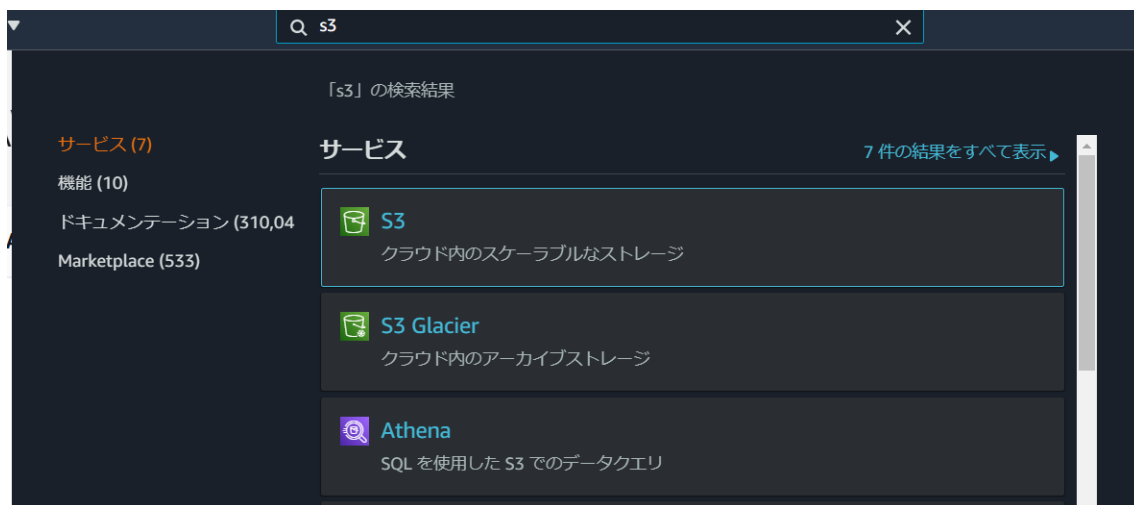 s3
「s3」の検索結果
サービス (7)
機能 (10)
ドキュメンテーション (310,04
Marketplace (533)
サービス
7 件の結果をすべて表示
S3
クラウド内のスケーラブルなストレージ
S3 Glacier
クラウド内のアーカイブストレージ
Athena
SQL を使用した S3 でのデータクエリ